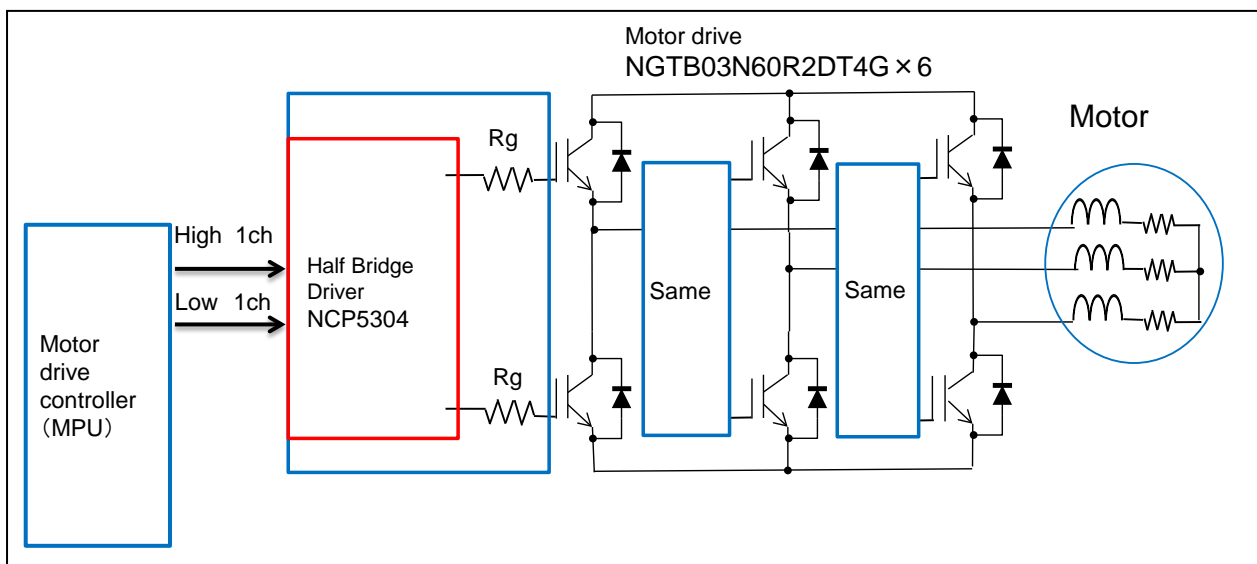 Motor drive
NGTB03N60R2DT4G×6
Motor
Rg
High 1ch
Low 1ch
Half Bridge
Driver
NCP5304
Same
Same
Rg
Motor
drive
controller
（MPU）